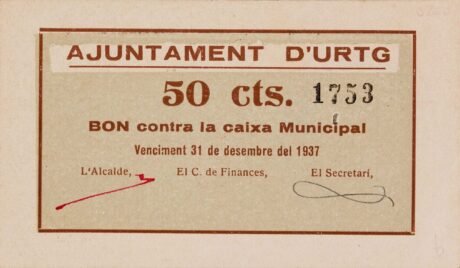 AJUNTAMENT D'URTG
50 cts. 1753
BON contra la caixa Municipal
Venciment 31 de desembre del 1937
L'Alcalde, El C. de Finances, El Secretari,